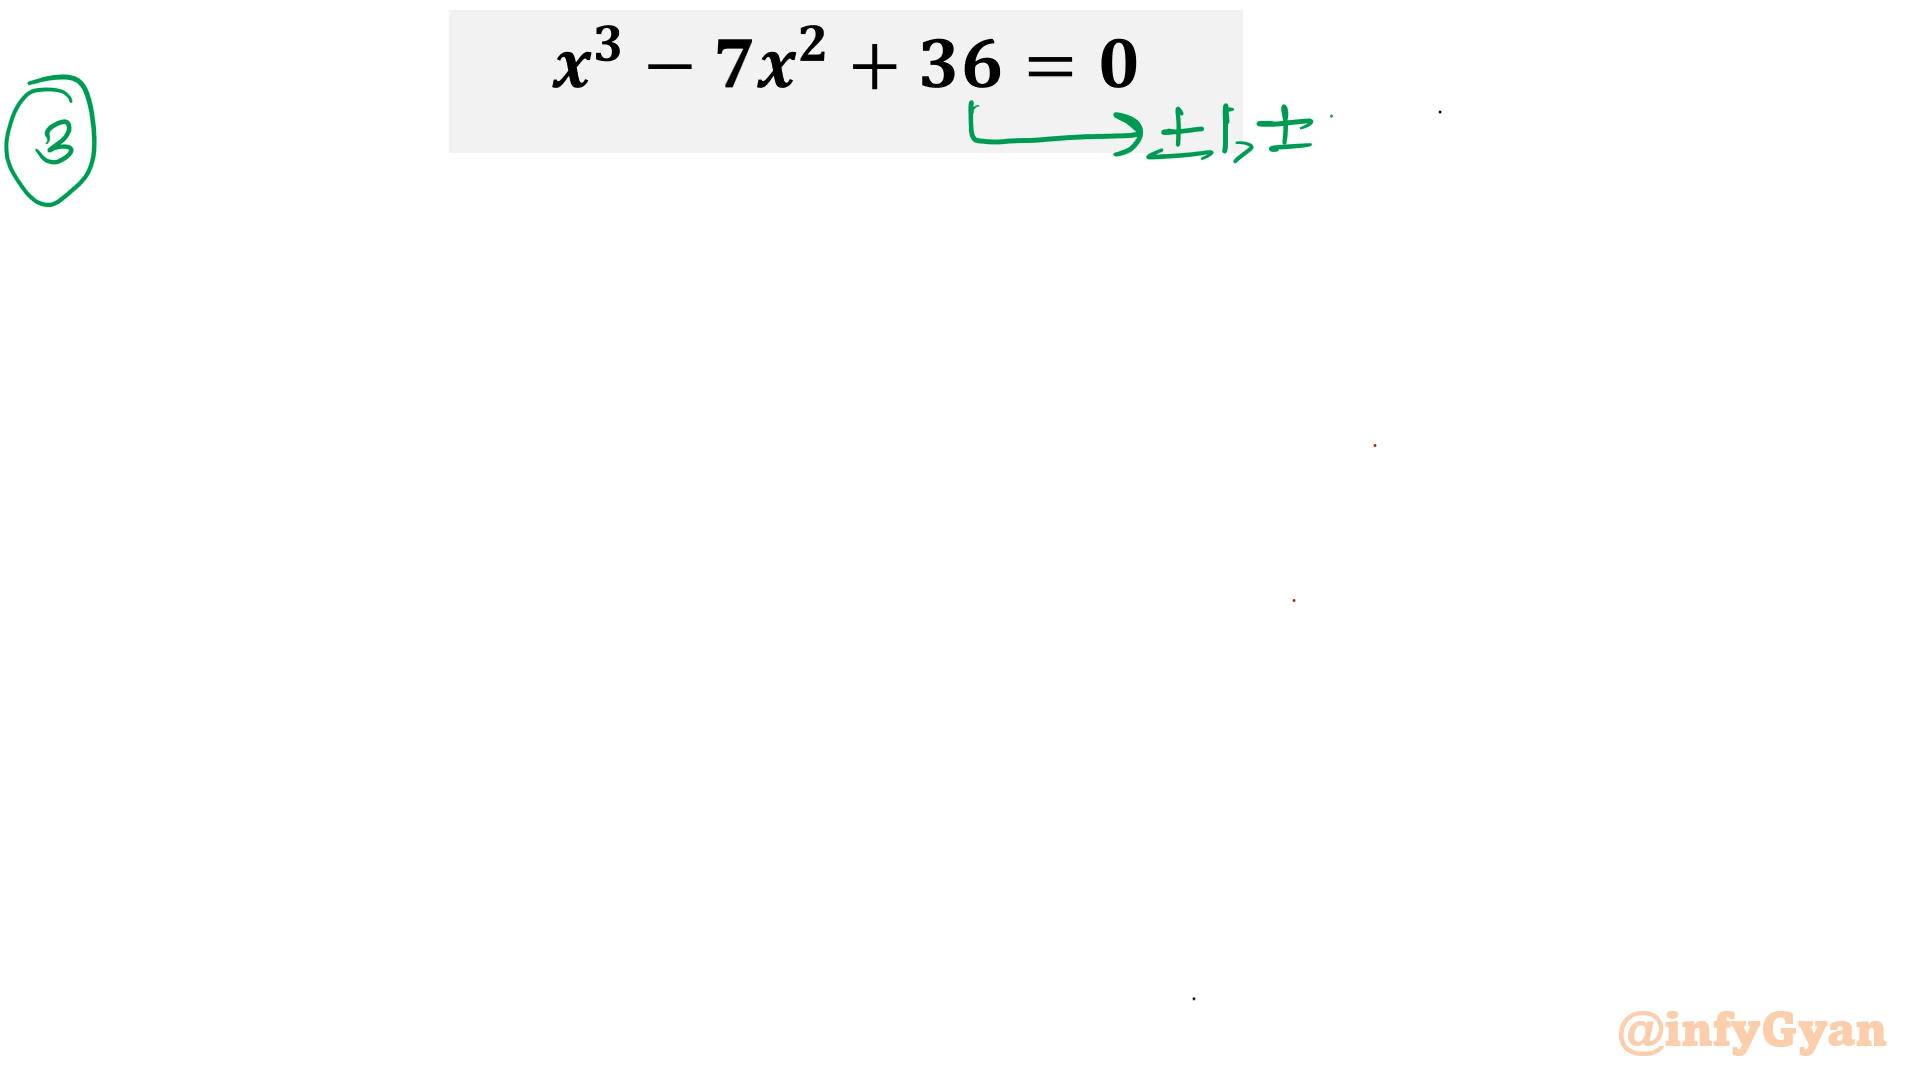 x³ − 7x² + 36 = 0
3
± 1, ±
@infyGyan